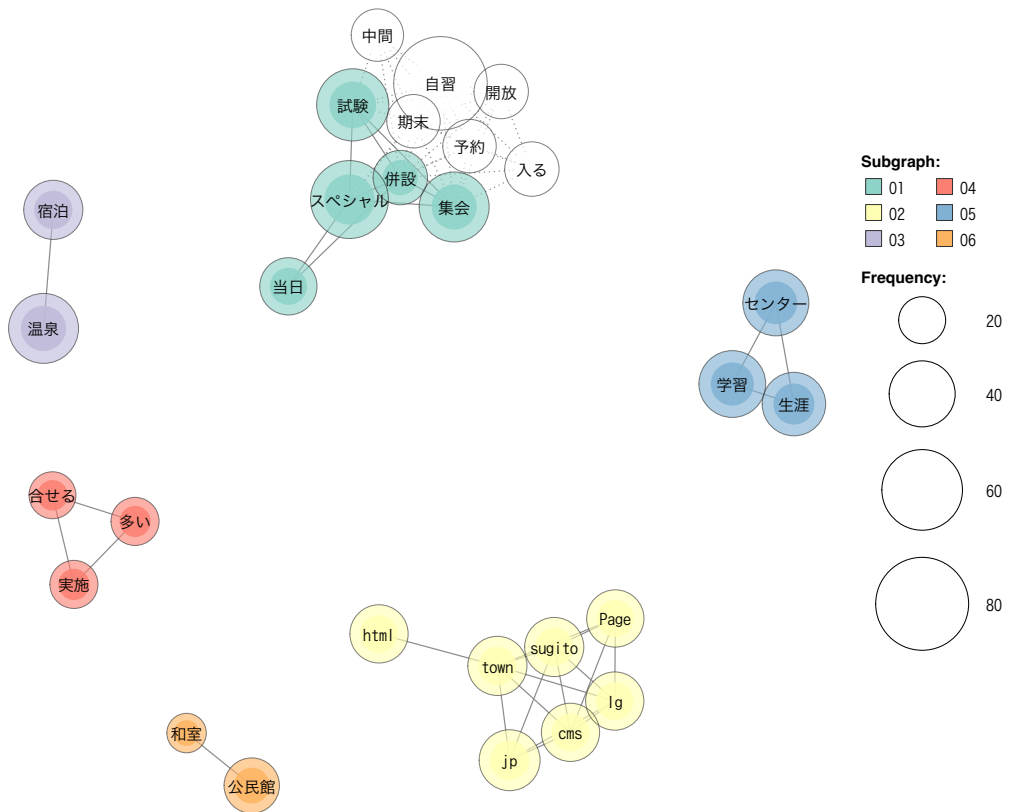 中間
自習
開放
試験
期末
予約
入る
併設
スペシャル
集会
当日
宿泊
温泉
Subgraph:
01 04
02 05
03 06
Frequency:
20
40
60
80
センター
学習
生涯
合せる
多い
実施
html
Page
sugito
town
lg
cms
jp
和室
公民館